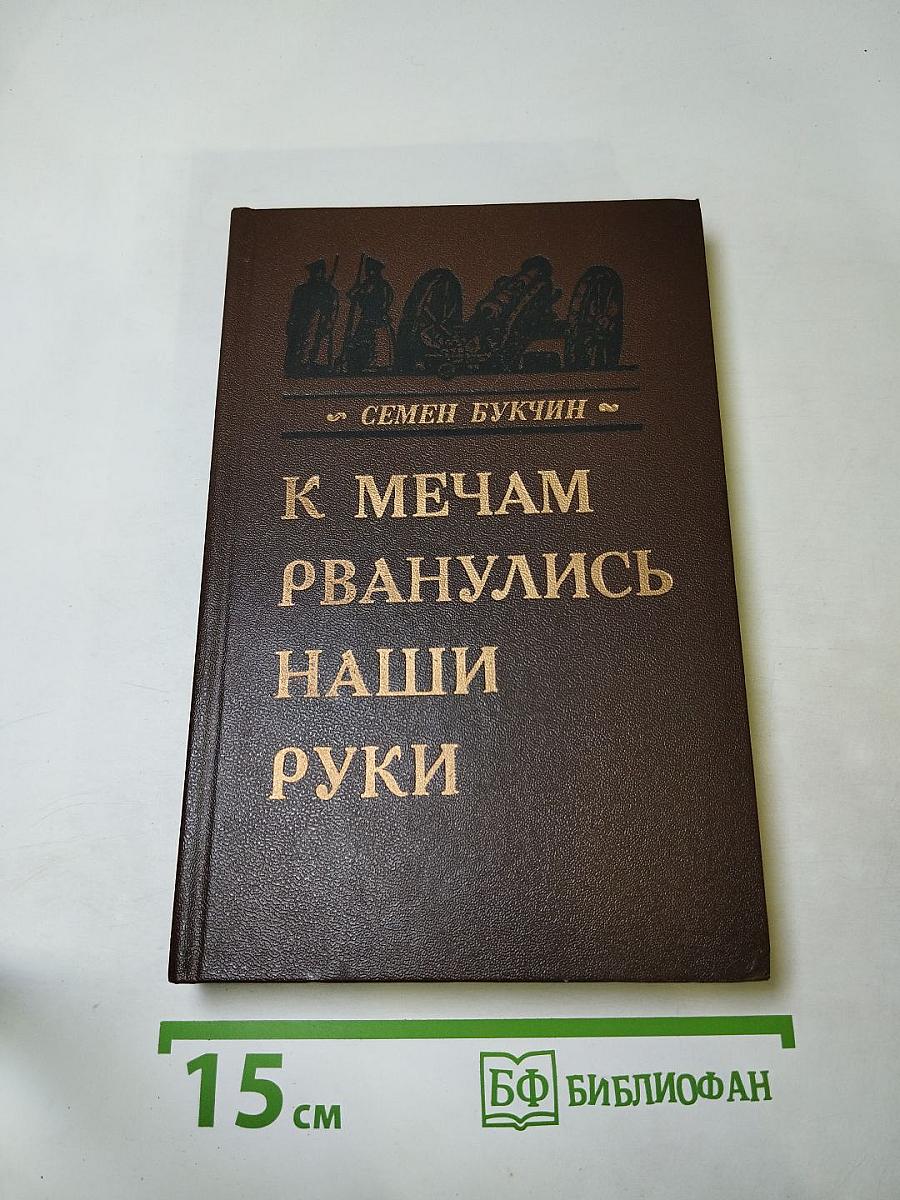 СЕМЕН БУКЧИН
К МЕЧАМ
РВАНУЛИСЬ
НАШИ
РУКИ
15 см
БФ БИБЛИОФАН